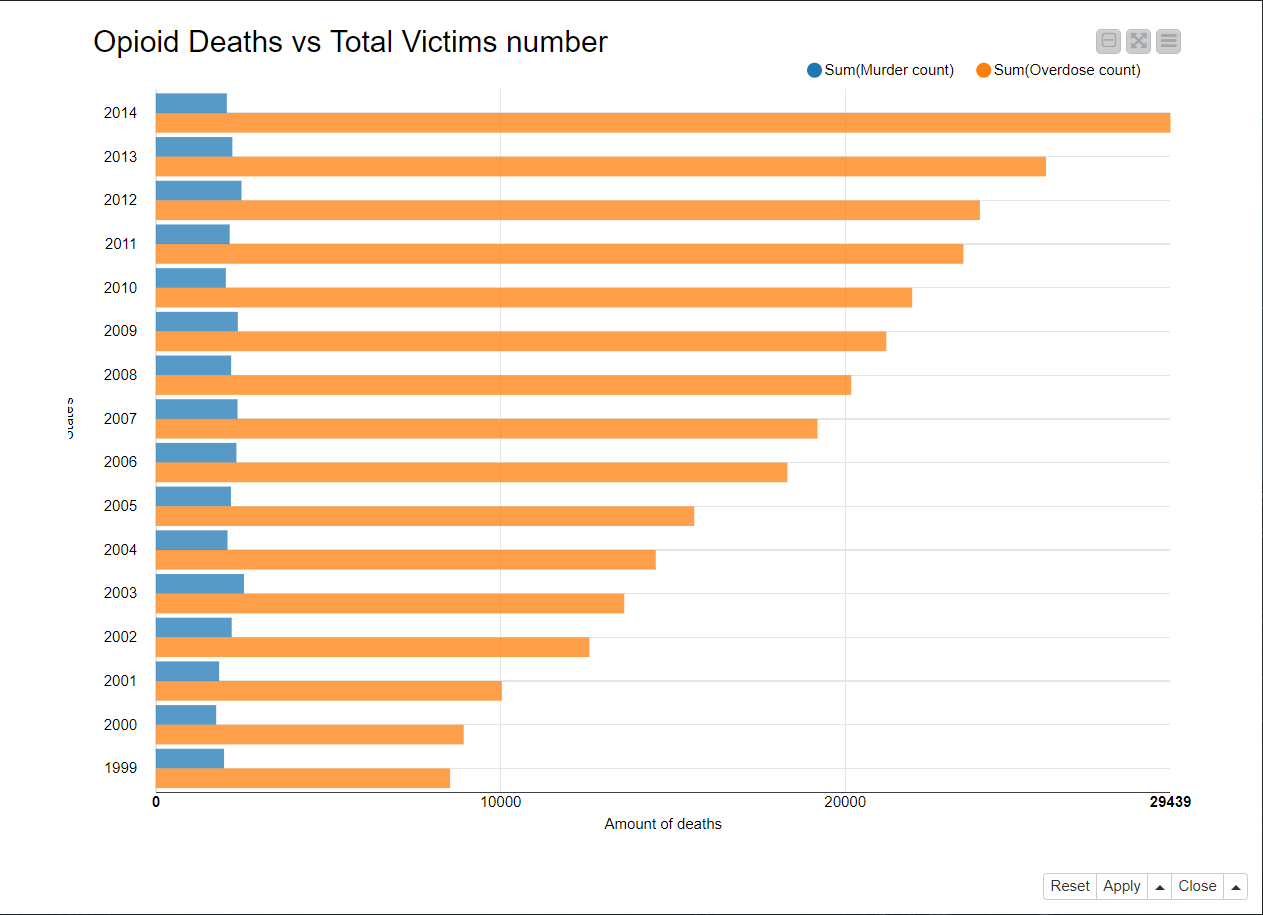 Opioid Deaths vs Total Victims number
Sum(Murder count) Sum(Overdose count)
2014
2013
2012
2011
2010
2009
2008
2007
2006
2005
2004
2003
2002
2001
2000
1999
States
0 10000 20000 29439
Amount of deaths
Reset Apply Close